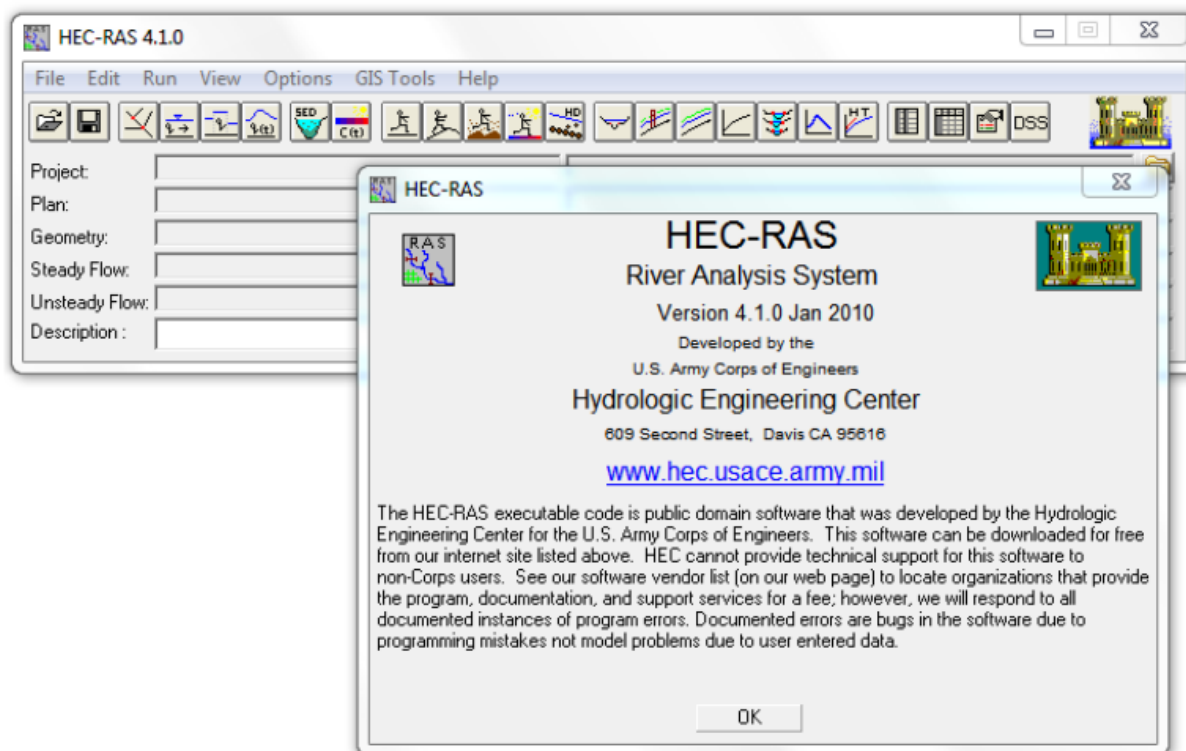 HEC-RAS 4.1.0
File Edit Run View Options GIS Tools Help
SED C(t) HD HT DSS
Project:
Plan:
Geometry:
Steady Flow:
Unsteady Flow:
Description :
HEC-RAS
RAS
HEC-RAS
River Analysis System
Version 4.1.0 Jan 2010
Developed by the
U.S. Army Corps of Engineers
Hydrologic Engineering Center
609 Second Street, Davis CA 95616
www.hec.usace.army.mil
The HEC-RAS executable code is public domain software that was developed by the Hydrologic
Engineering Center for the U.S. Army Corps of Engineers. This software can be downloaded for free
from our internet site listed above. HEC cannot provide technical support for this software to
non-Corps users. See our software vendor list (on our web page) to locate organizations that provide
the program, documentation, and support services for a fee; however, we will respond to all
documented instances of program errors. Documented errors are bugs in the software due to
programming mistakes not model problems due to user entered data.
OK